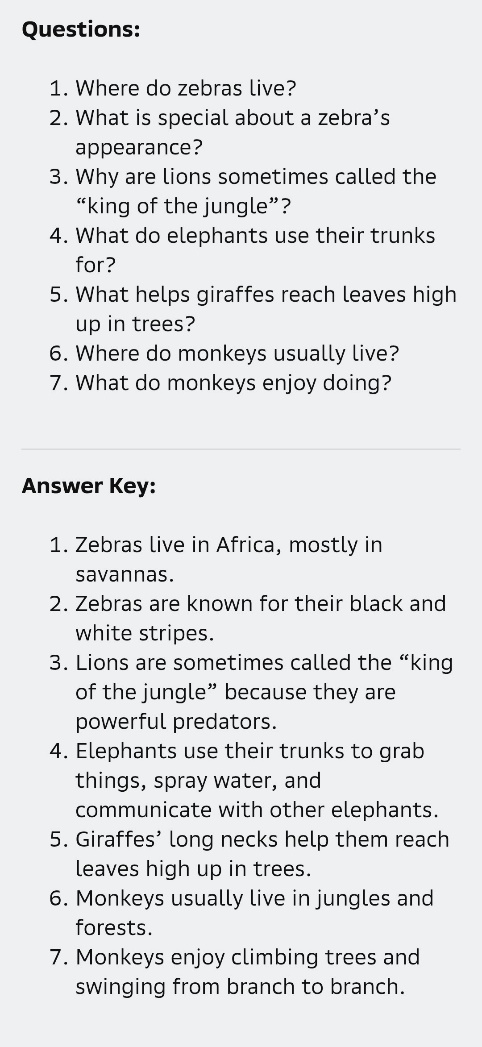 Questions:
1. Where do zebras live?
2. What is special about a zebra’s
appearance?
3. Why are lions sometimes called the
“king of the jungle”?
4. What do elephants use their trunks
for?
5. What helps giraffes reach leaves high
up in trees?
6. Where do monkeys usually live?
7. What do monkeys enjoy doing?
Answer Key:
1. Zebras live in Africa, mostly in
savannas.
2. Zebras are known for their black and
white stripes.
3. Lions are sometimes called the “king
of the jungle” because they are
powerful predators.
4. Elephants use their trunks to grab
things, spray water, and
communicate with other elephants.
5. Giraffes’ long necks help them reach
leaves high up in trees.
6. Monkeys usually live in jungles and
forests.
7. Monkeys enjoy climbing trees and
swinging from branch to branch.